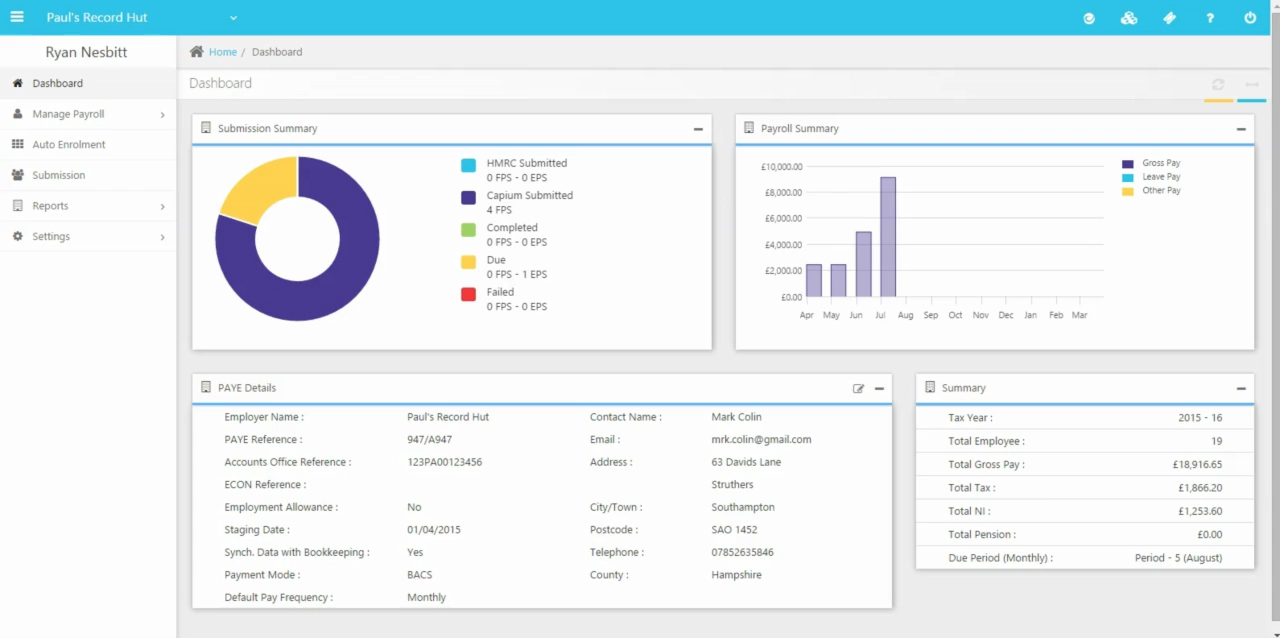 Paul's Record Hut
?
Ryan Nesbitt
Dashboard
Manage Payroll
Auto Enrolment
Submission
Reports
Settings
Home / Dashboard
Dashboard
Submission Summary
HMRC Submitted
0 FPS - 0 EPS
Capium Submitted
4 FPS
Completed
0 FPS - 0 EPS
Due
0 FPS - 1 EPS
Failed
0 FPS - 0 EPS
Payroll Summary
£10,000.00
£8,000.00
£6,000.00
£4,000.00
£2,000.00
£0.00
Apr May Jun Jul Aug Sep Oct Nov Dec Jan Feb Mar
Gross Pay
Leave Pay
Other Pay
PAYE Details
Employer Name : Paul's Record Hut Contact Name : Mark Colin
PAYE Reference : 947/A947 Email : mrk.colin@gmail.com
Accounts Office Reference : 123PA00123456 Address : 63 Davids Lane
ECON Reference : Struthers
Employment Allowance : No City/Town : Southampton
Staging Date : 01/04/2015 Postcode : SAO 1452
Synch. Data with Bookkeeping : Yes Telephone : 07852635846
Payment Mode : BACS County : Hampshire
Default Pay Frequency : Monthly
Summary
Tax Year : 2015 - 16
Total Employee : 19
Total Gross Pay : £18,916.65
Total Tax : £1,866.20
Total NI : £1,253.60
Total Pension : £0.00
Due Period (Monthly) : Period - 5 (August)